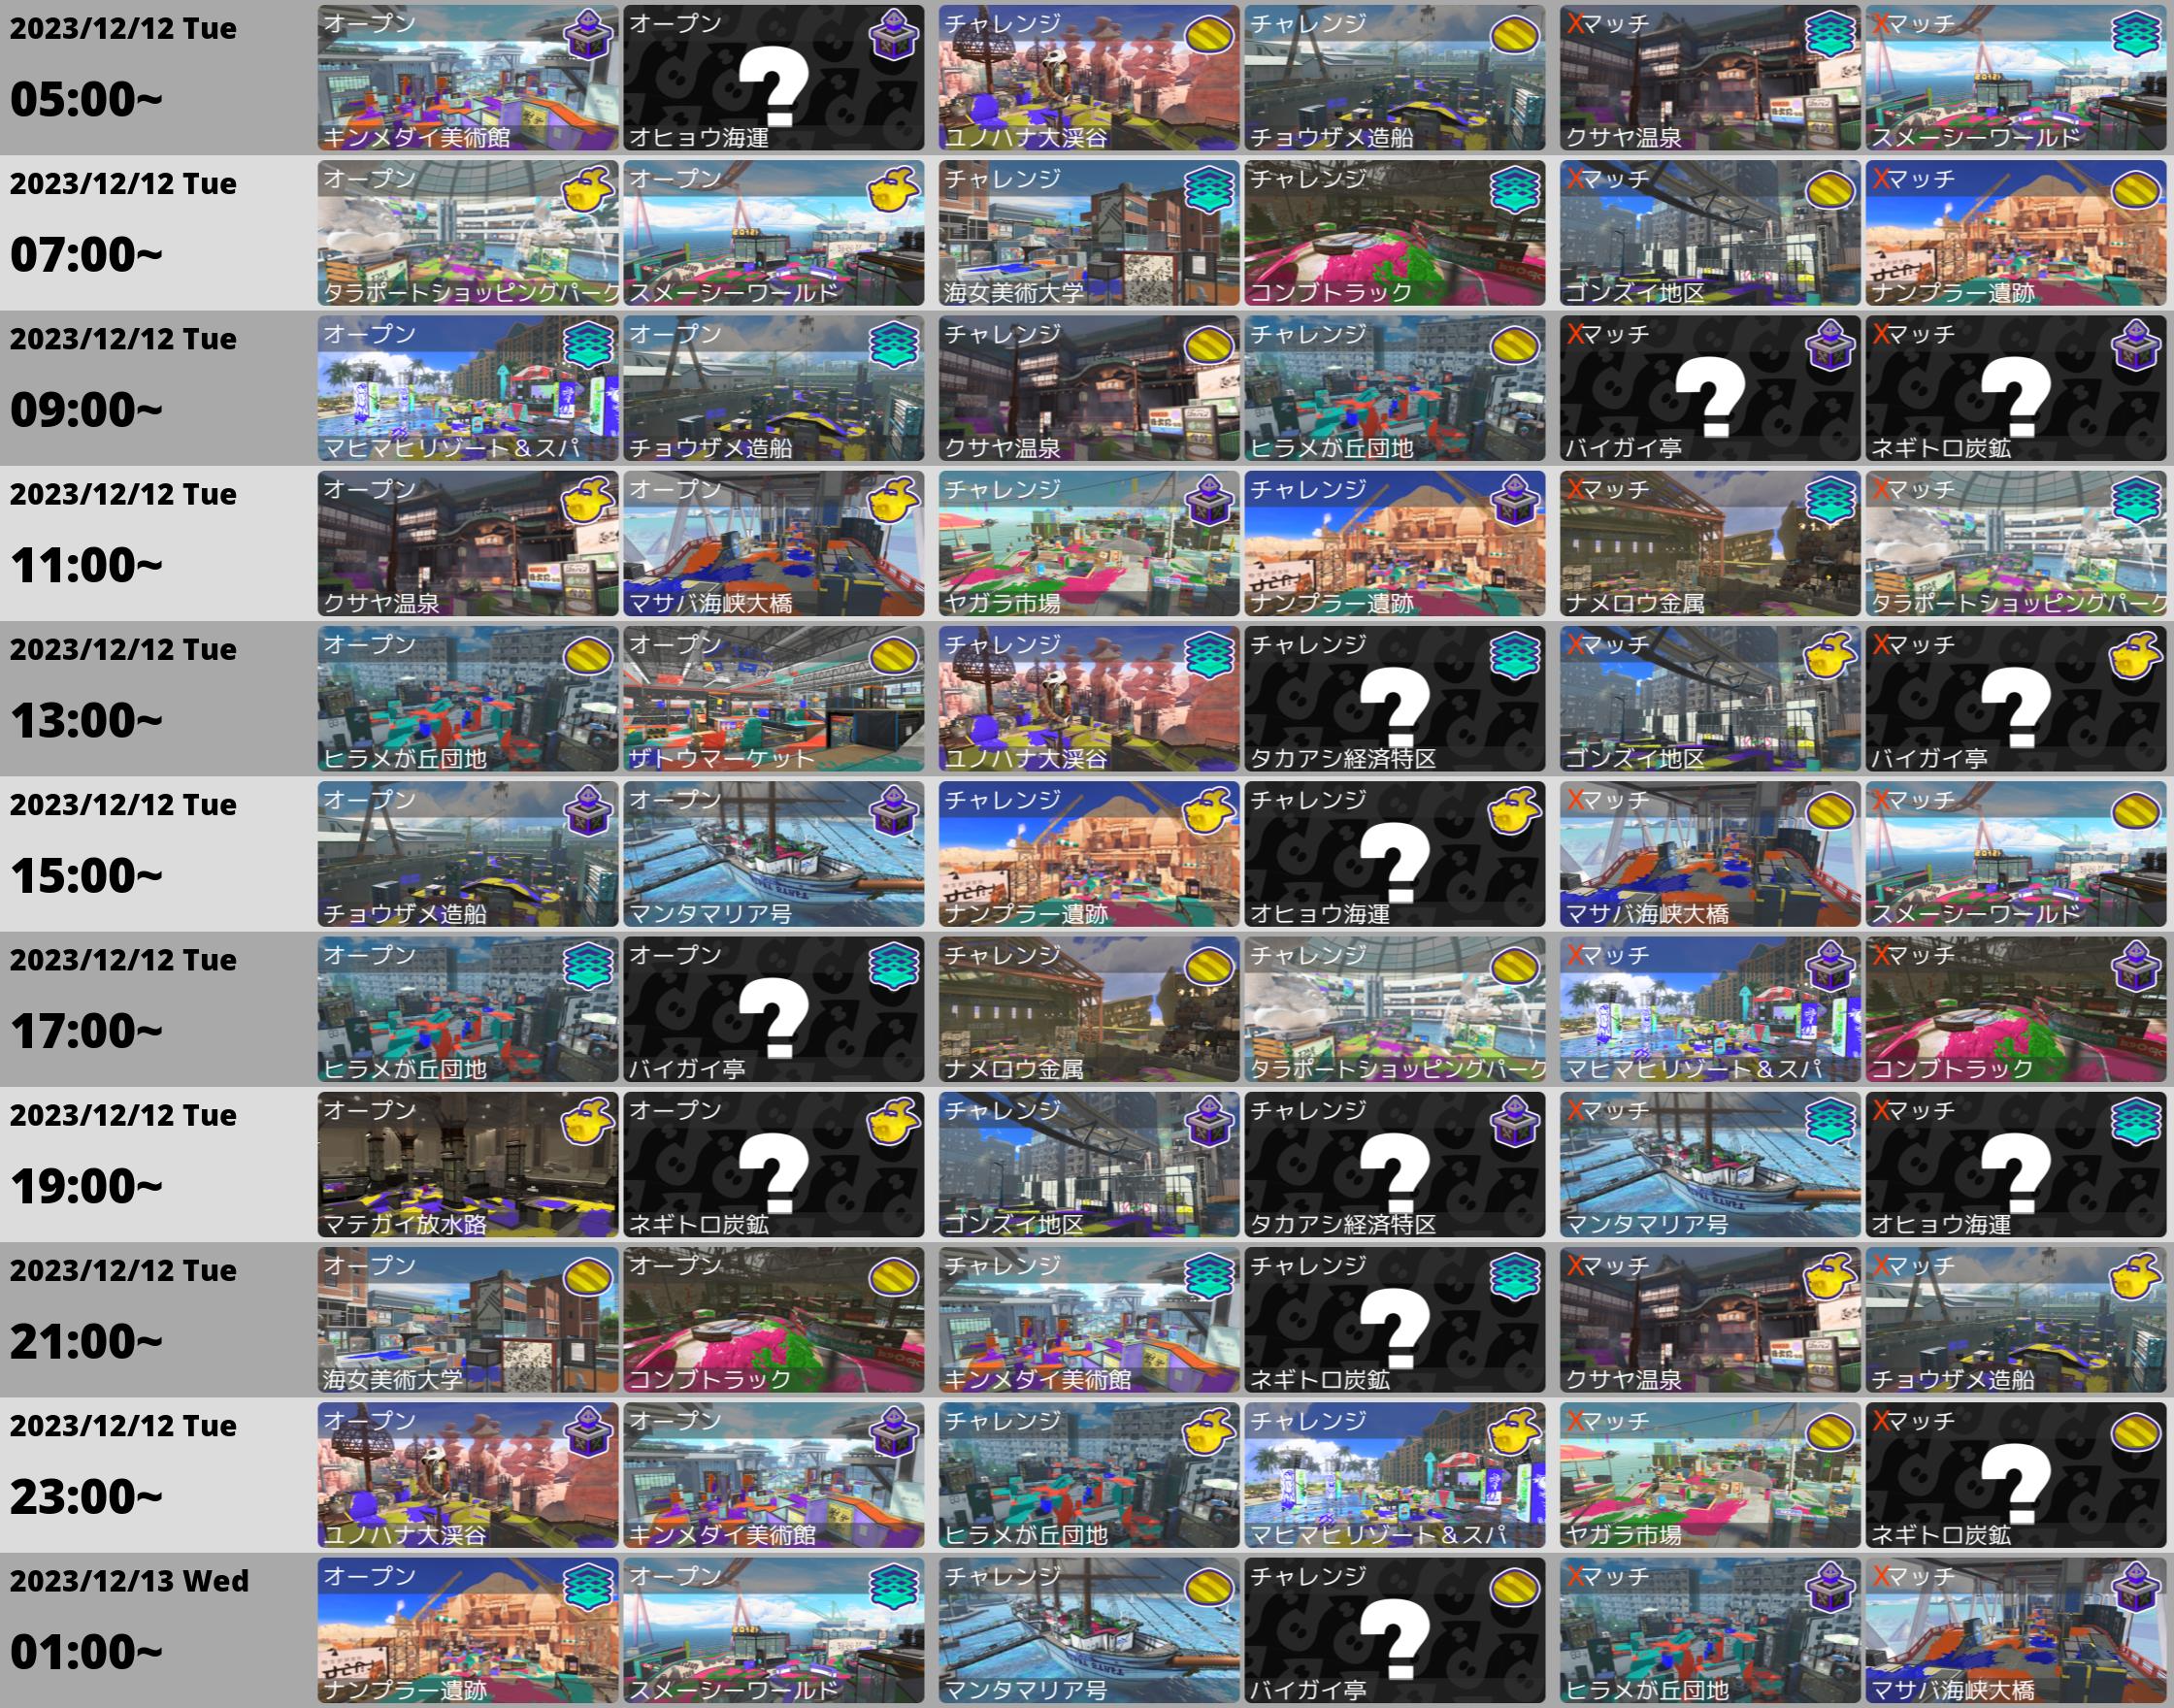 2023/12/12 Tue
05:00~
オープン
キンメダイ美術館
オープン
オヒョウ海運
チャレンジ
ユノハナ大渓谷
チャレンジ
チョウザメ造船
Xマッチ
クサヤ温泉
Xマッチ
スメーシーワールド
2023/12/12 Tue
07:00~
オープン
タラポートショッピングパーク
オープン
スメーシーワールド
チャレンジ
海女美術大学
チャレンジ
コンブトラック
Xマッチ
ゴンズイ地区
Xマッチ
ナンプラー遺跡
2023/12/12 Tue
09:00~
オープン
マヒマヒリゾート＆スパ
オープン
チョウザメ造船
チャレンジ
クサヤ温泉
チャレンジ
ヒラメが丘団地
Xマッチ
バイガイ亭
Xマッチ
ネギトロ炭鉱
2023/12/12 Tue
11:00~
オープン
クサヤ温泉
オープン
マサバ海峡大橋
チャレンジ
ヤガラ市場
チャレンジ
ナンプラー遺跡
Xマッチ
ナメロウ金属
Xマッチ
タラポートショッピングパーク
2023/12/12 Tue
13:00~
オープン
ヒラメが丘団地
オープン
ザトウマーケット
チャレンジ
ユノハナ大渓谷
チャレンジ
タカアシ経済特区
Xマッチ
ゴンズイ地区
Xマッチ
バイガイ亭
2023/12/12 Tue
15:00~
オープン
チョウザメ造船
オープン
マンタマリア号
チャレンジ
ナンプラー遺跡
チャレンジ
オヒョウ海運
Xマッチ
マサバ海峡大橋
Xマッチ
スメーシーワールド
2023/12/12 Tue
17:00~
オープン
ヒラメが丘団地
オープン
バイガイ亭
チャレンジ
ナメロウ金属
チャレンジ
タラポートショッピングパーク
Xマッチ
マヒマヒリゾート＆スパ
Xマッチ
コンブトラック
2023/12/12 Tue
19:00~
オープン
マテガイ放水路
オープン
ネギトロ炭鉱
チャレンジ
ゴンズイ地区
チャレンジ
タカアシ経済特区
Xマッチ
マンタマリア号
Xマッチ
オヒョウ海運
2023/12/12 Tue
21:00~
オープン
海女美術大学
オープン
コンブトラック
チャレンジ
キンメダイ美術館
チャレンジ
ネギトロ炭鉱
Xマッチ
クサヤ温泉
Xマッチ
チョウザメ造船
2023/12/12 Tue
23:00~
オープン
ユノハナ大渓谷
オープン
キンメダイ美術館
チャレンジ
ヒラメが丘団地
チャレンジ
マヒマヒリゾート＆スパ
Xマッチ
ヤガラ市場
Xマッチ
ネギトロ炭鉱
2023/12/13 Wed
01:00~
オープン
ナンプラー遺跡
オープン
スメーシーワールド
チャレンジ
マンタマリア号
チャレンジ
バイガイ亭
Xマッチ
ヒラメが丘団地
Xマッチ
マサバ海峡大橋